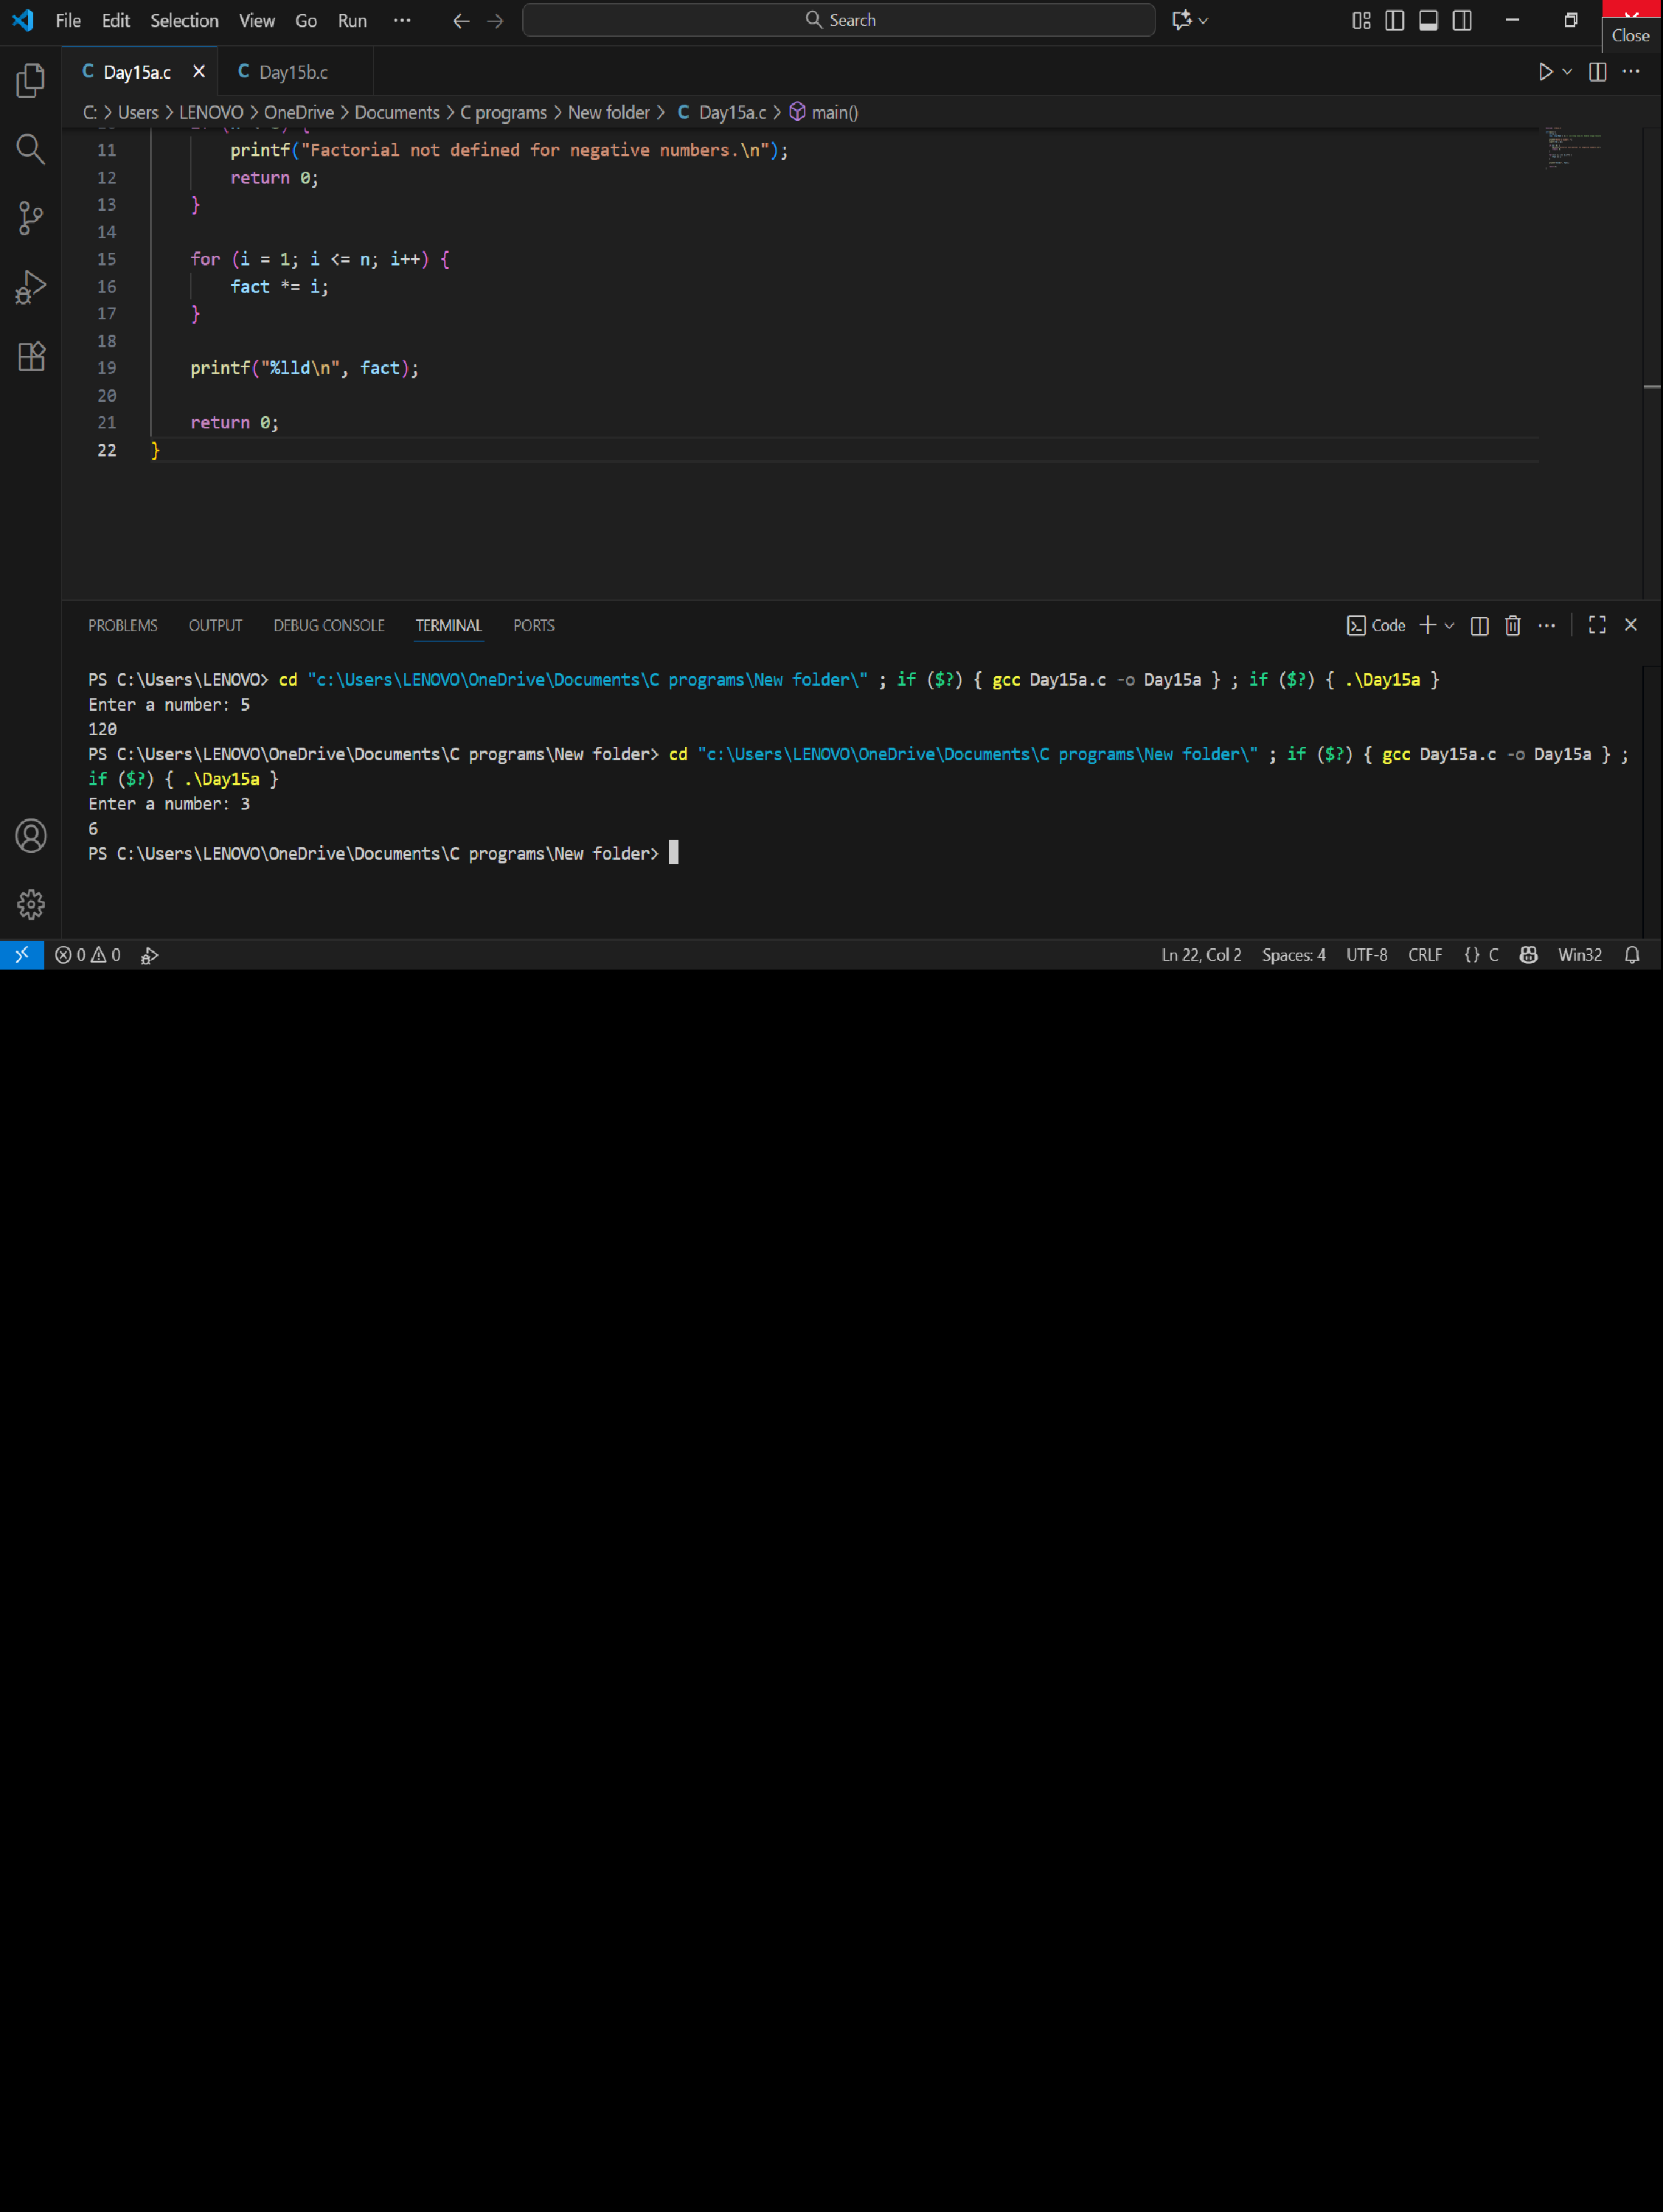 File Edit Selection View Go Run ··· Search
Close
C Day15a.c × C Day15b.c
C: > Users > LENOVO > OneDrive > Documents > C programs > New folder > C Day15a.c > main()
11 printf("Factorial not defined for negative numbers.\n");
12 return 0;
13 }
14
15 for (i = 1; i <= n; i++) {
16 fact *= i;
17 }
18
19 printf("%lld\n", fact);
20
21 return 0;
22 }
PROBLEMS OUTPUT DEBUG CONSOLE TERMINAL PORTS Code
PS C:\Users\LENOVO> cd "c:\Users\LENOVO\OneDrive\Documents\C programs\New folder\" ; if ($?) { gcc Day15a.c -o Day15a } ; if ($?) { .\Day15a }
Enter a number: 5
120
PS C:\Users\LENOVO\OneDrive\Documents\C programs\New folder> cd "c:\Users\LENOVO\OneDrive\Documents\C programs\New folder\" ; if ($?) { gcc Day15a.c -o Day15a } ;
if ($?) { .\Day15a }
Enter a number: 3
6
PS C:\Users\LENOVO\OneDrive\Documents\C programs\New folder>
0 0 Ln 22, Col 2 Spaces: 4 UTF-8 CRLF {} C Win32